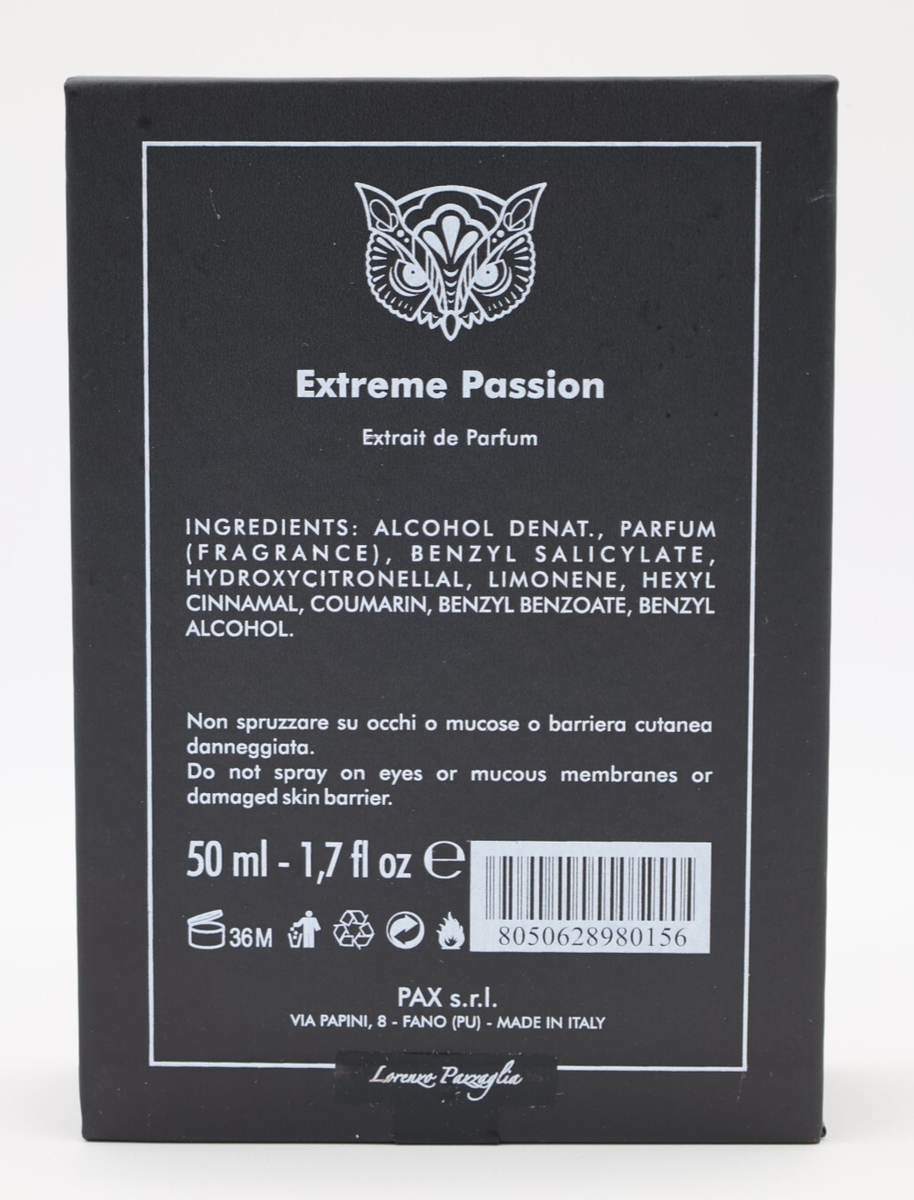 Extreme Passion
Extrait de Parfum
INGREDIENTS: ALCOHOL DENAT., PARFUM
(FRAGRANCE), BENZYL SALICYLATE,
HYDROXYCITRONELLAL, LIMONENE, HEXYL
CINNAMAL, COUMARIN, BENZYL BENZOATE, BENZYL
ALCOHOL.
Non spruzzare su occhi o mucose o barriera cutanea
danneggiata.
Do not spray on eyes or mucous membranes or
damaged skin barrier.
50 ml - 1,7 fl oz ℮
36M
8050628980156
PAX s.r.l.
VIA PAPINI, 8 - FANO (PU) - MADE IN ITALY
Lorenzo Pazzaglia